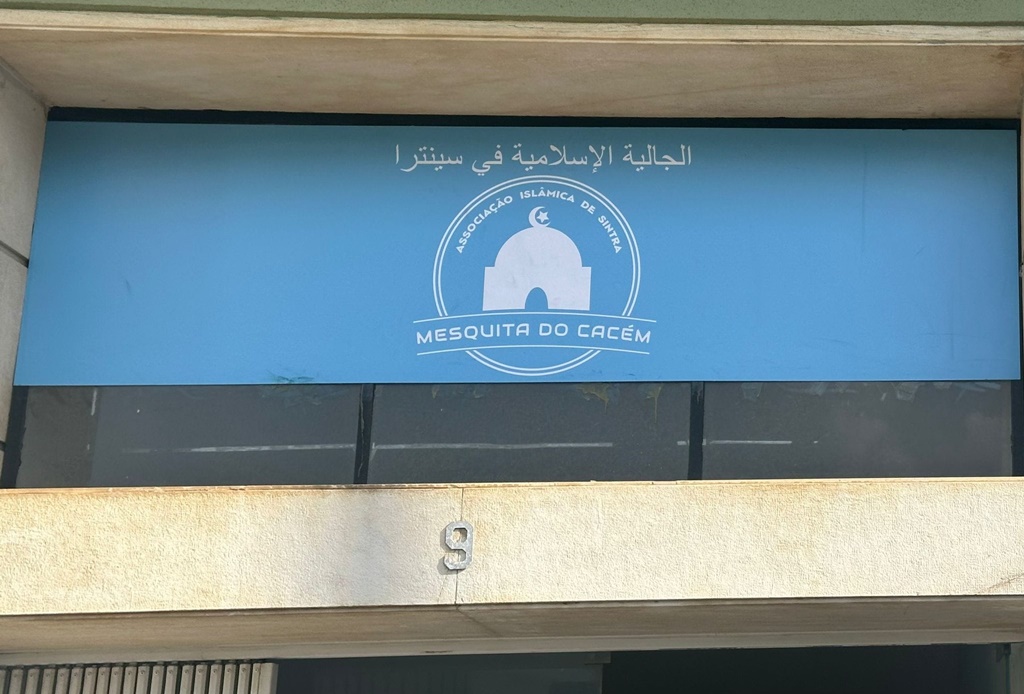 الجالية الإسلامية في سينترا
ASSOCIAÇÃO ISLÂMICA DE SINTRA
MESQUITA DO CACÉM
9